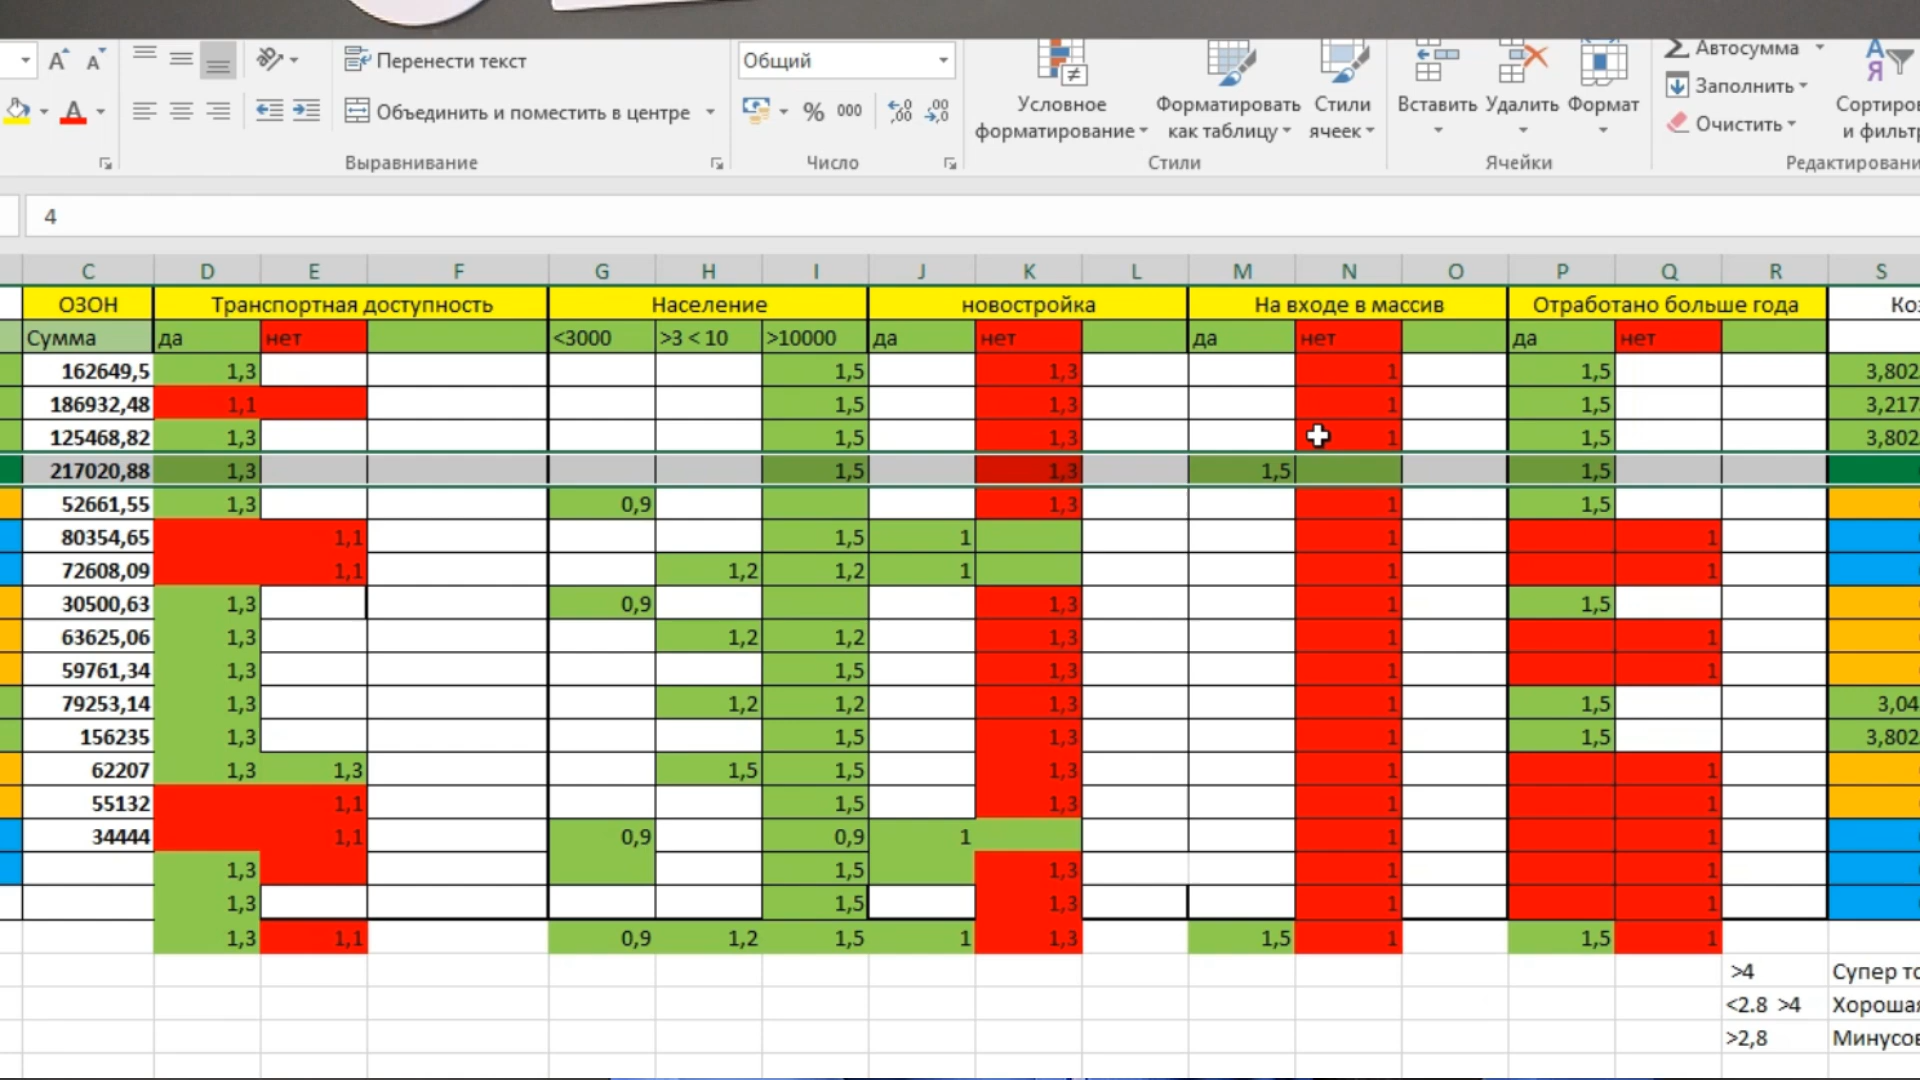 Перенести текст
Общий
Объединить и поместить в центре
% 000
Условное форматирование
Форматировать как таблицу
Стили ячеек
Вставить Удалить Формат
Автосумма
Заполнить
Очистить
Выравнивание Число Стили Ячейки
4
C D E F G H I J K L M N O P Q R S
ОЗОН Транспортная доступность Население новостройка На входе в массив Отработано больше года
Сумма да нет <3000 >3 < 10 >10000 да нет да нет да нет
162649,5 1,3 1,5 1,3 1 1,5 3,802
186932,48 1,1 1,5 1,3 1 1,5 3,217
125468,82 1,3 1,5 1,3 1 1,5 3,802
217020,88 1,3 1,5 1,3 1,5 1,5
52661,55 1,3 0,9 1,3 1 1,5
80354,65 1,1 1,5 1 1 1
72608,09 1,1 1,2 1,2 1 1 1
30500,63 1,3 0,9 1,3 1 1,5
63625,06 1,3 1,2 1,2 1,3 1 1
59761,34 1,3 1,5 1,3 1 1
79253,14 1,3 1,2 1,2 1,3 1 1,5 3,04
156235 1,3 1,5 1,3 1 1,5 3,802
62207 1,3 1,3 1,5 1,5 1,3 1 1
55132 1,1 1,5 1,3 1 1
34444 1,1 0,9 0,9 1 1 1
1,3 1,5 1,3 1 1
1,3 1,5 1,3 1 1
1,3 1,1 0,9 1,2 1,5 1 1,3 1,5 1 1,5 1
>4 Супер
<2.8 >4 Хорошая
>2,8